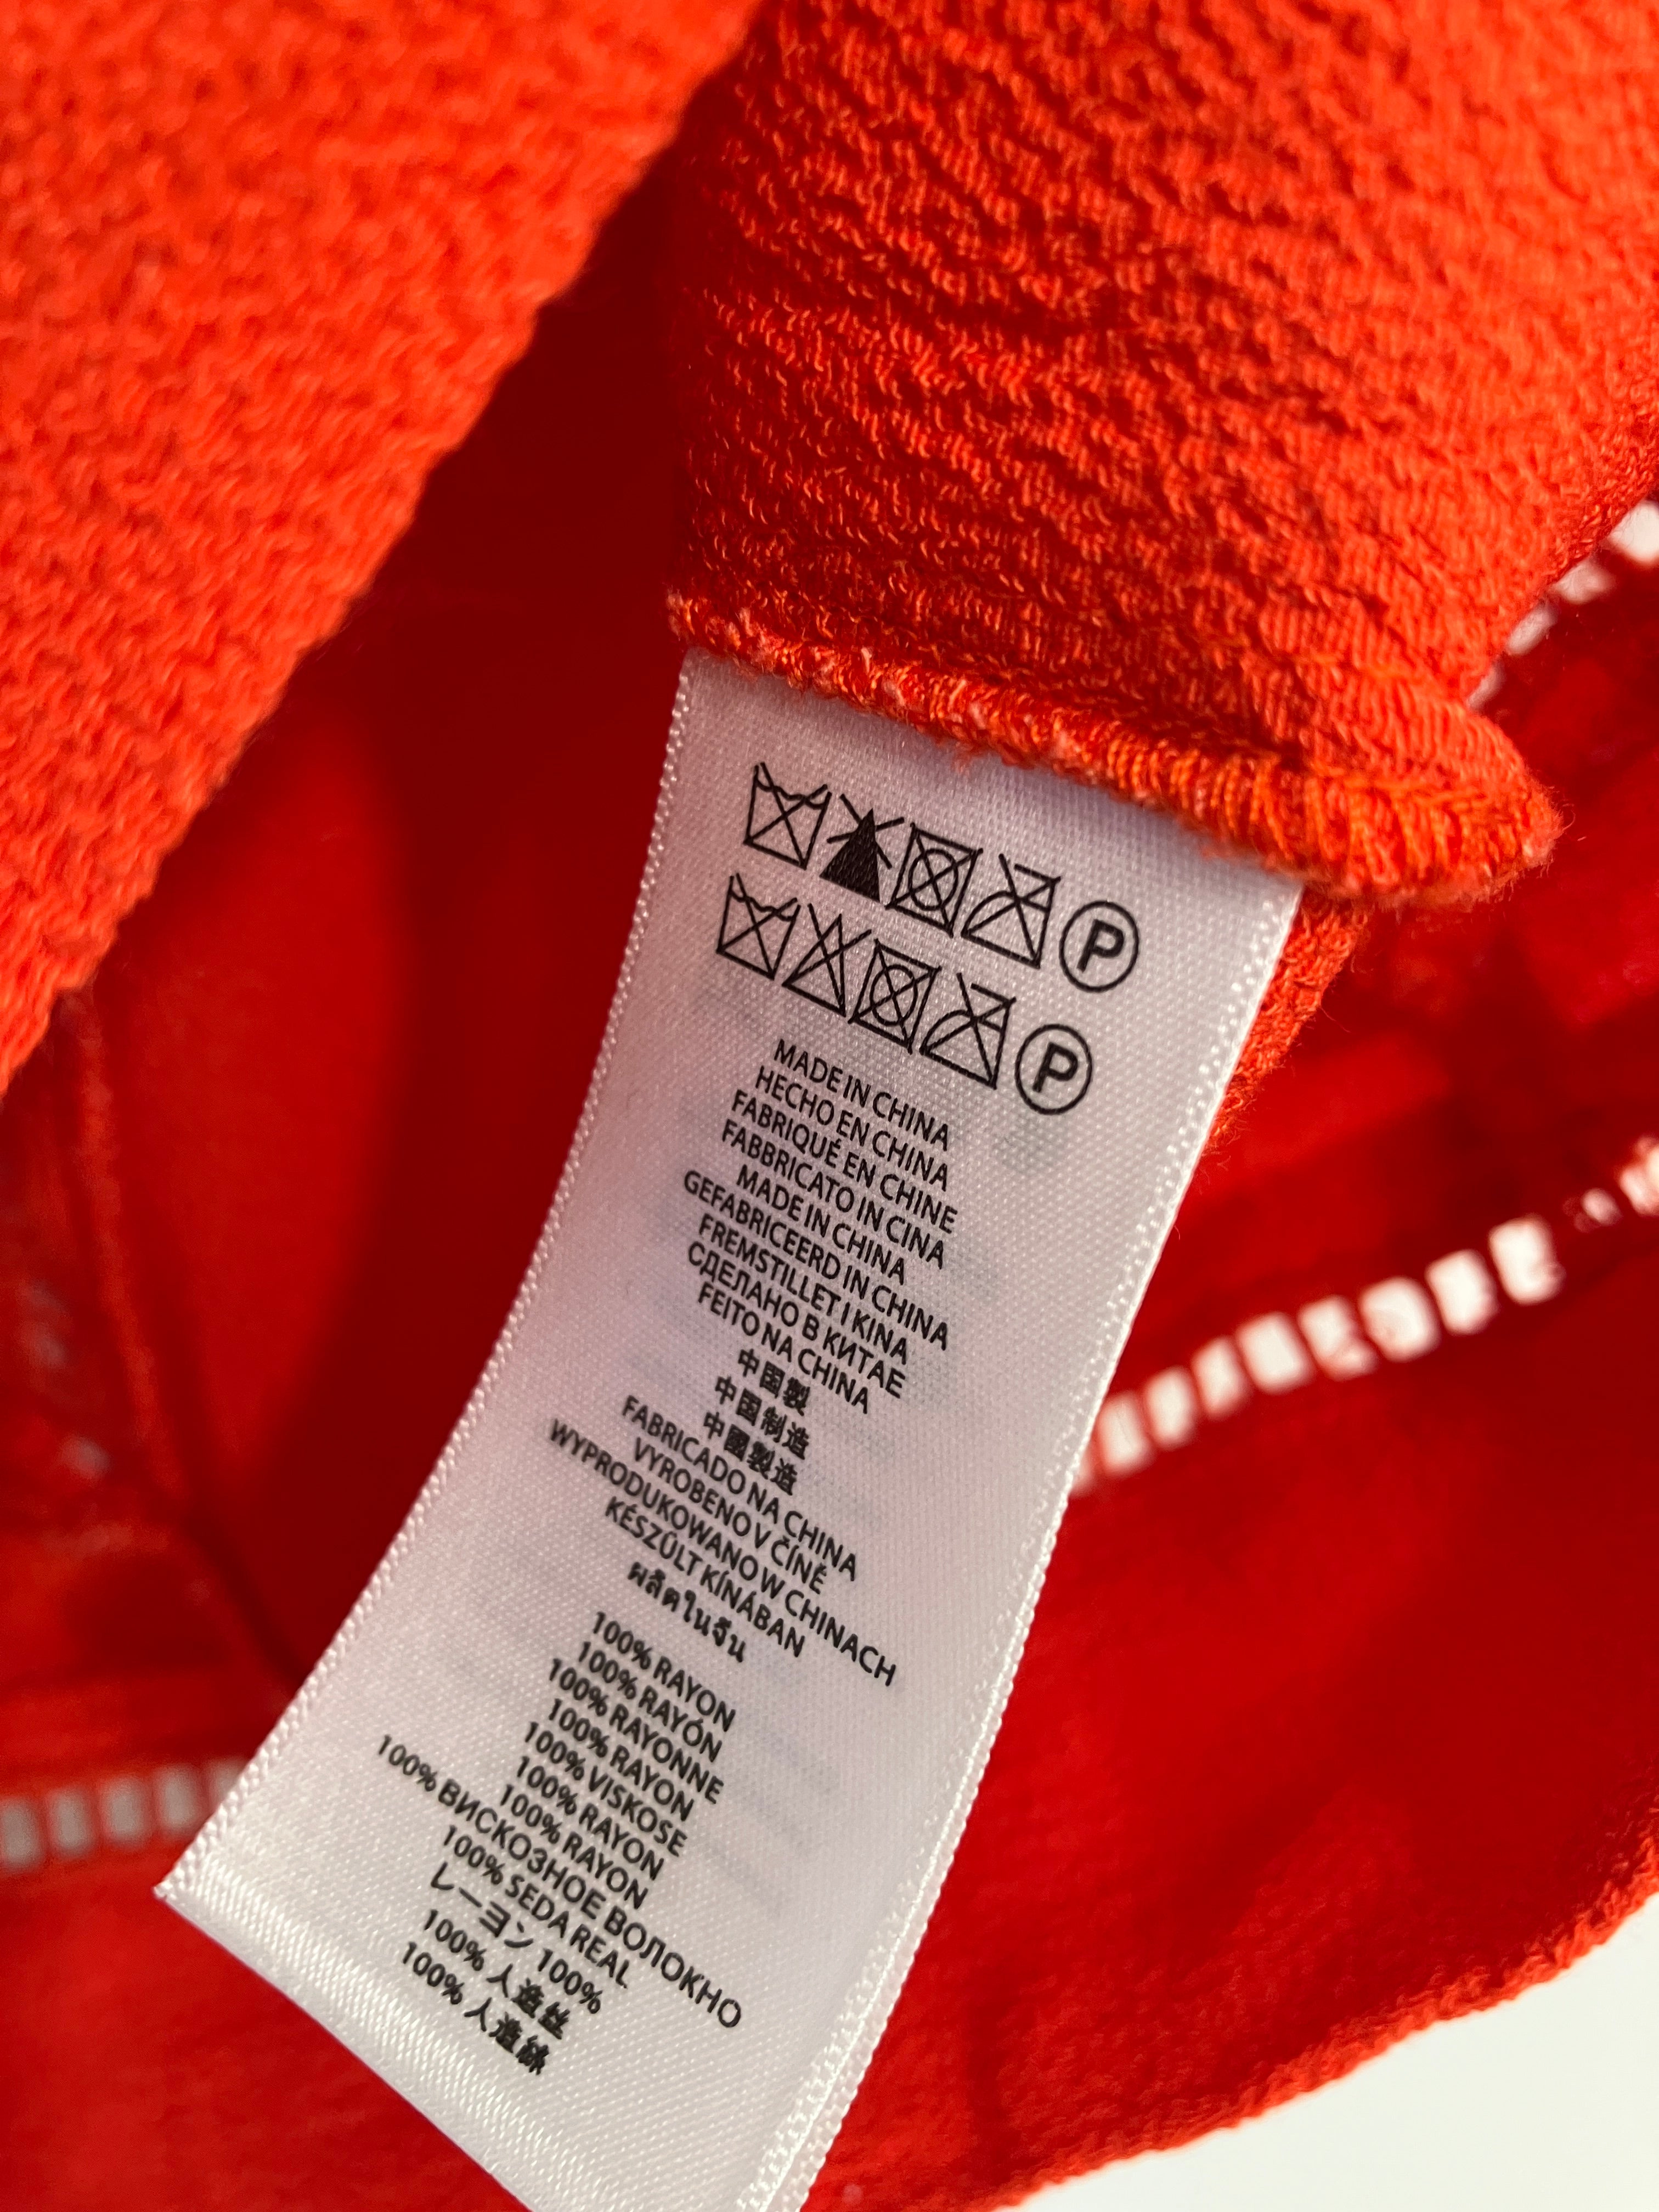 P
P
MADE IN CHINA
HECHO EN CHINA
FABRIQUÉ EN CHINE
FABBRICATO IN CINA
MADE IN CHINA
GEFABRICEERD IN CHINA
FREMSTILLET I KINA
СДЕЛАНО В КИТАЕ
FEITO NA CHINA
中国製
中国制造
中國製造
FABRICADO NA CHINA
VYROBENO V ČÍNĚ
WYPRODUKOWANO W CHINACH
KÉSZÜLT KÍNÁBAN
ผลิตในจีน
100% RAYON
100% RAYÓN
100% RAYONNE
100% RAYON
100% VISKOSE
100% RAYON
100% RAYON
100% ВИСКОЗНОЕ ВОЛОКНО
100% SEDA REAL
レーヨン 100%
100% 人造丝
100% 人造絲